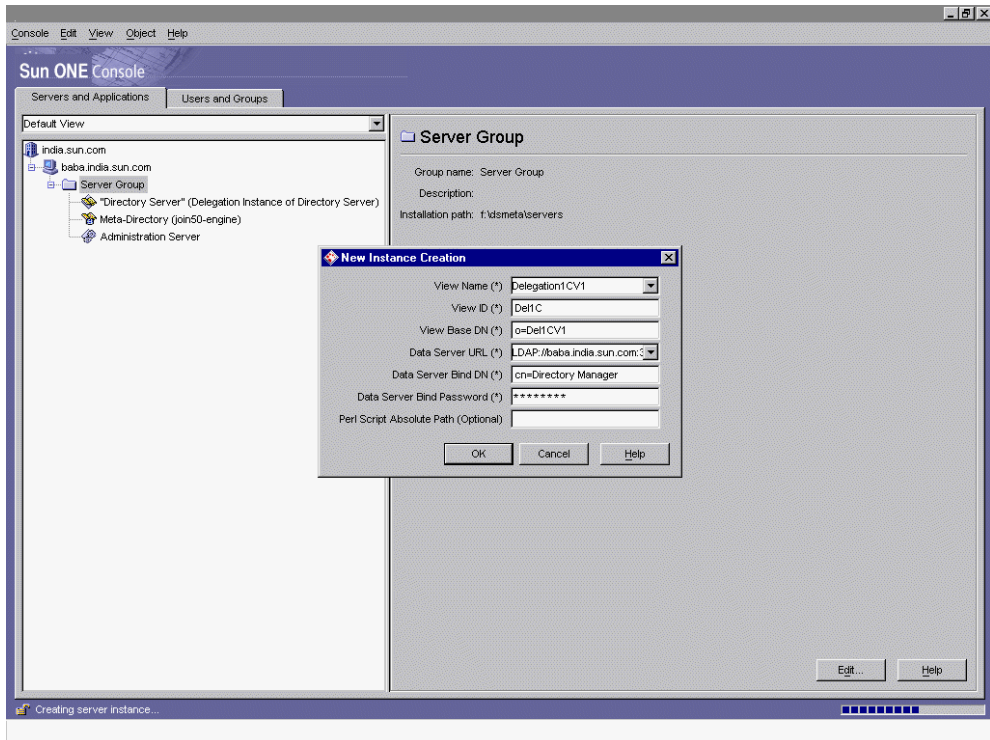 Console Edit View Object Help
Sun ONE Console
Servers and Applications Users and Groups
Default View
india.sun.com
baba.india.sun.com
Server Group
"Directory Server" (Delegation Instance of Directory Server)
Meta-Directory (join50-engine)
Administration Server
Server Group
Group name: Server Group
Description:
Installation path: f:\dsmeta\servers
New Instance Creation
View Name (*) Delegation1CV1
View ID (*) Del1C
View Base DN (*) o=Del1CV1
Data Server URL (*) LDAP://baba.india.sun.com:3
Data Server Bind DN (*) cn=Directory Manager
Data Server Bind Password (*) ********
Perl Script Absolute Path (Optional)
OK Cancel Help
Edit... Help
Creating server instance...